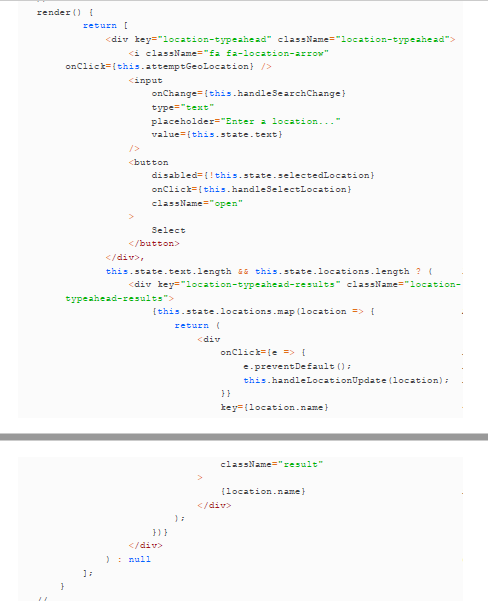 render() {
return [
<div key="location-typeahead" className="location-typeahead">
<i className="fa fa-location-arrow"
onClick={this.attemptGeoLocation} />
<input
onChange={this.handleSearchChange}
type="text"
placeholder="Enter a location..."
value={this.state.text}
/>
<button
disabled={!this.state.selectedLocation}
onClick={this.handleSelectLocation}
className="open"
>
Select
</button>
</div>,
this.state.text.length && this.state.locations.length ? (
<div key="location-typeahead-results" className="location-
typeahead-results">
{this.state.locations.map(location => {
return (
<div
onClick={e => {
e.preventDefault();
this.handleLocationUpdate(location);
}}
key={location.name}
className="result"
>
{location.name}
</div>
);
})}
</div>
) : null
];
}
//